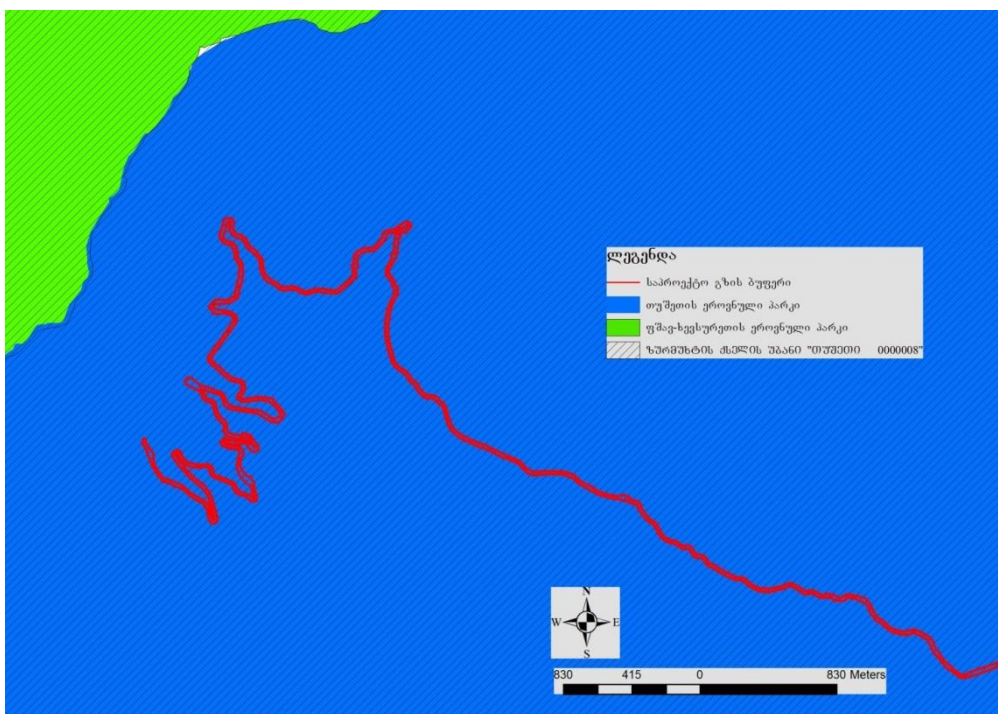 ლეგენდა
საპროექტო გზის ბუფერი
თუშეთის ეროვნული პარკი
ფშავ-ხევსურეთის ეროვნული პარკი
ზურმუხტის ქსელის უბანი "თუშეთი 0000008"
N
W E
S
830 415 0 830 Meters